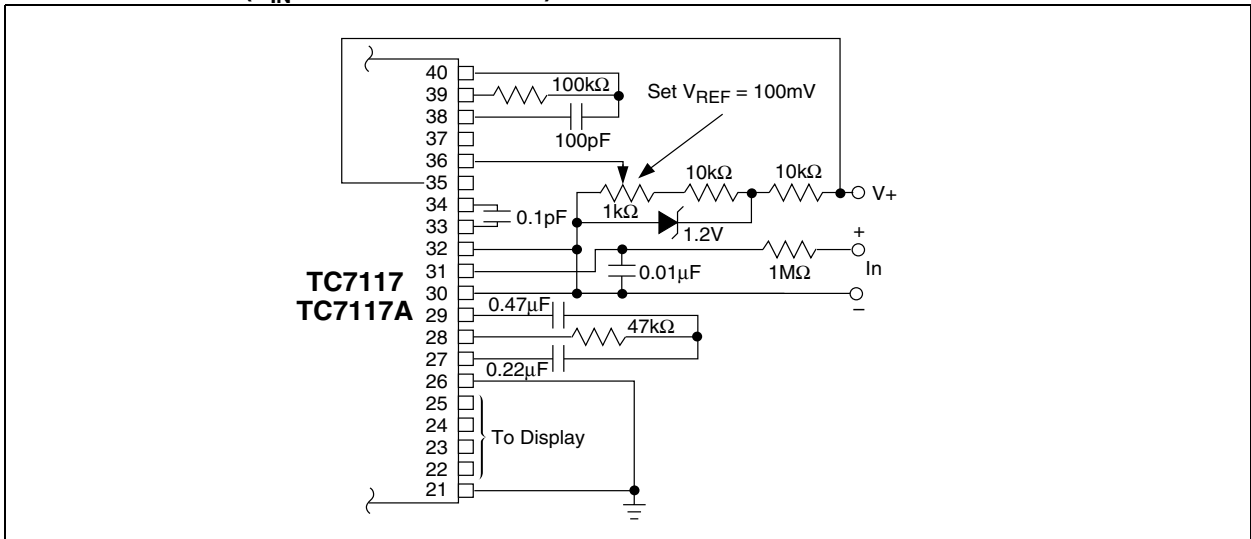 40
39
38
37
36
35
34
33
32
31
30
29
28
27
26
25
24
23
22
21
TC7117
TC7117A
100kΩ
100pF
Set VREF = 100mV
10kΩ
10kΩ
V+
1kΩ
1.2V
0.1pF
+
In
–
1MΩ
0.01μF
0.47μF
47kΩ
0.22μF
To Display